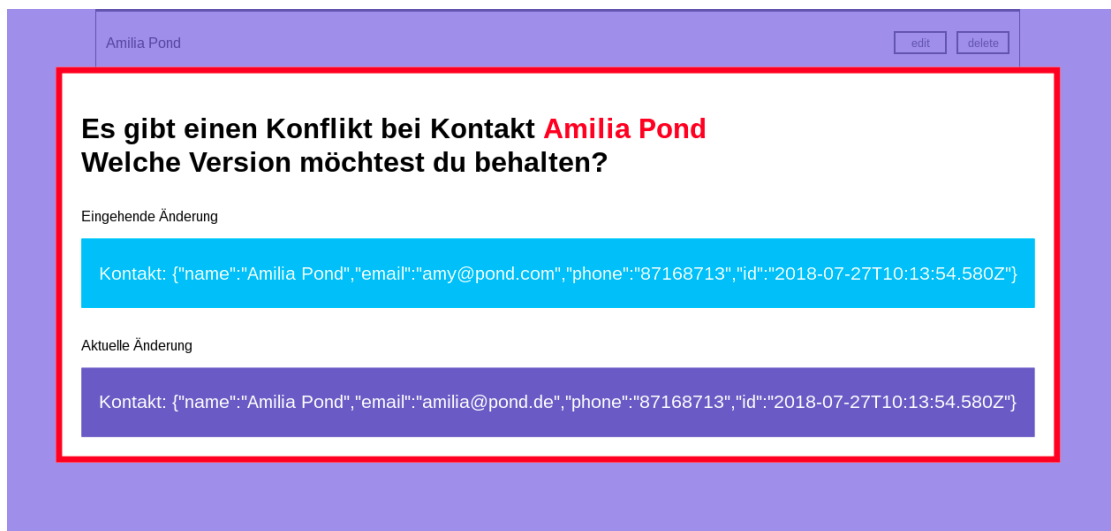 Amilia Pond
edit
delete
Es gibt einen Konflikt bei Kontakt Amilia Pond
Welche Version möchtest du behalten?
Eingehende Änderung
Kontakt: {"name":"Amilia Pond","email":"amy@pond.com","phone":"87168713","id":"2018-07-27T10:13:54.580Z"}
Aktuelle Änderung
Kontakt: {"name":"Amilia Pond","email":"amilia@pond.de","phone":"87168713","id":"2018-07-27T10:13:54.580Z"}